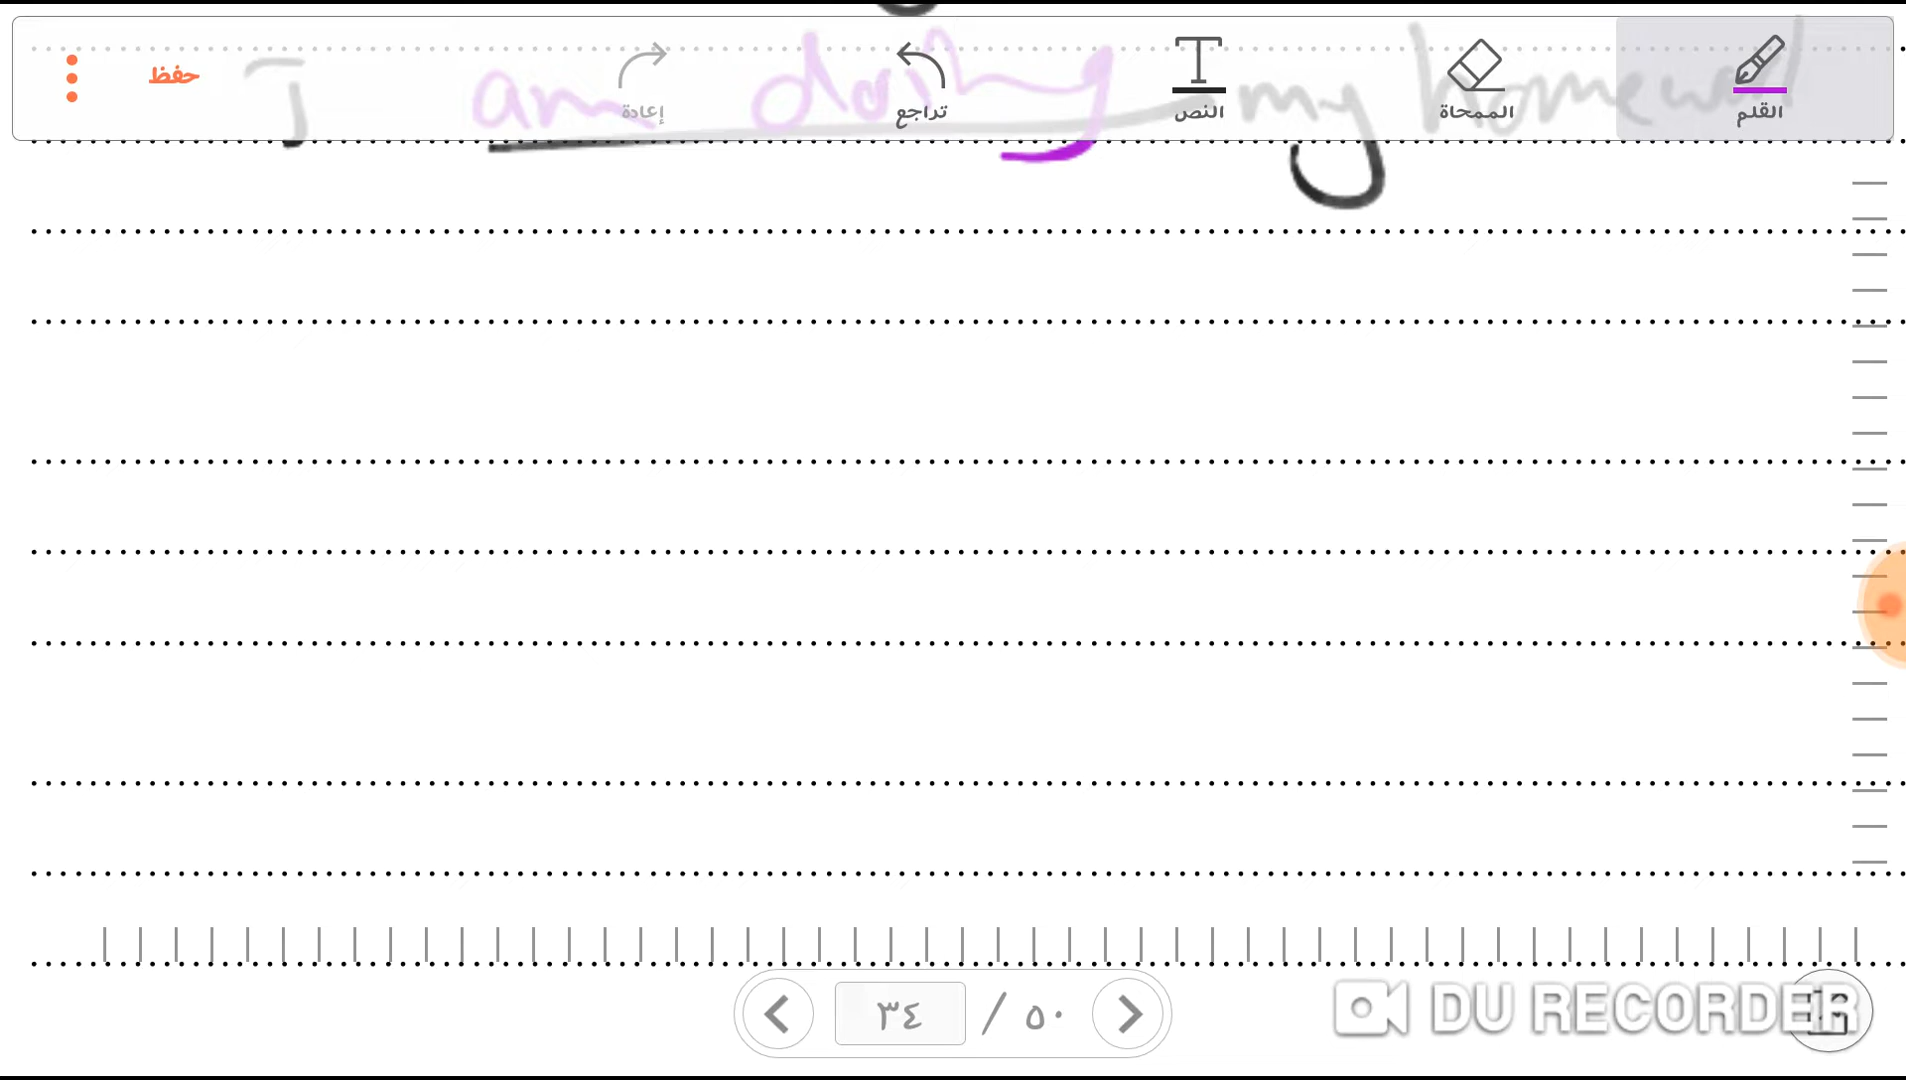 I am doing my homework
حفظ إعادة تراجع النص الممحاة القلم
٣٤ / ٥٠
DU RECORDER